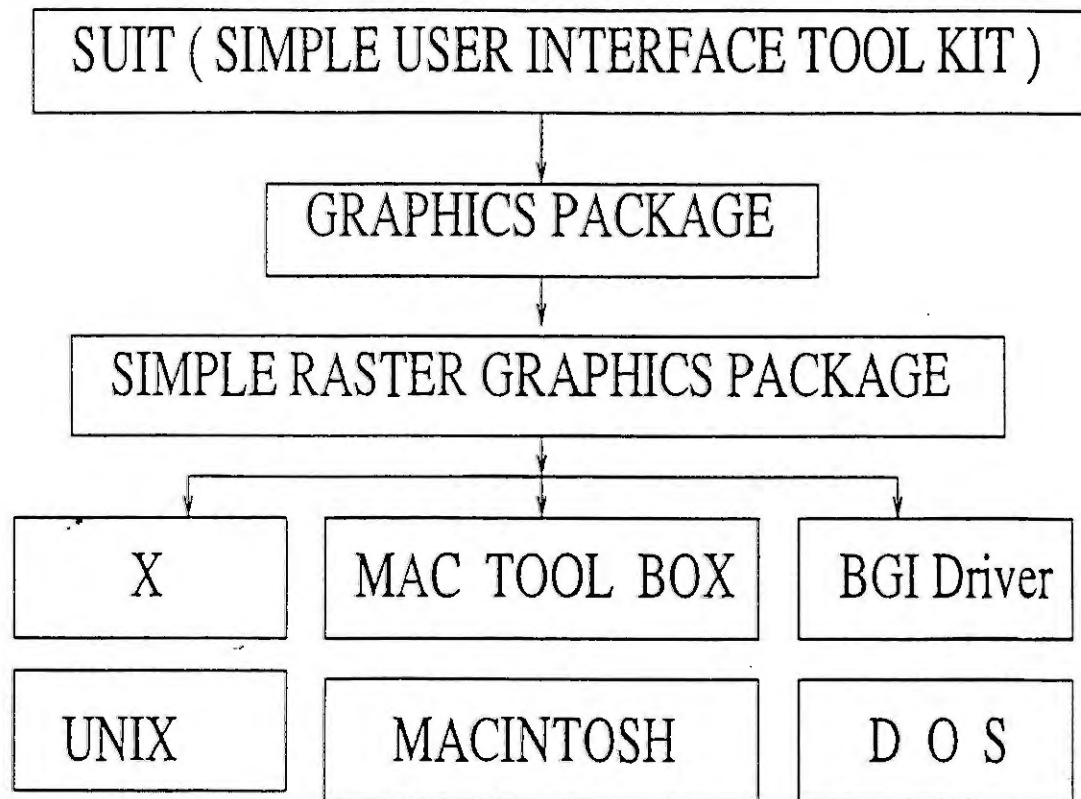 SUIT ( SIMPLE USER INTERFACE TOOL KIT )
GRAPHICS PACKAGE
SIMPLE RASTER GRAPHICS PACKAGE
X
MAC TOOL BOX
BGI Driver
UNIX
MACINTOSH
D O S